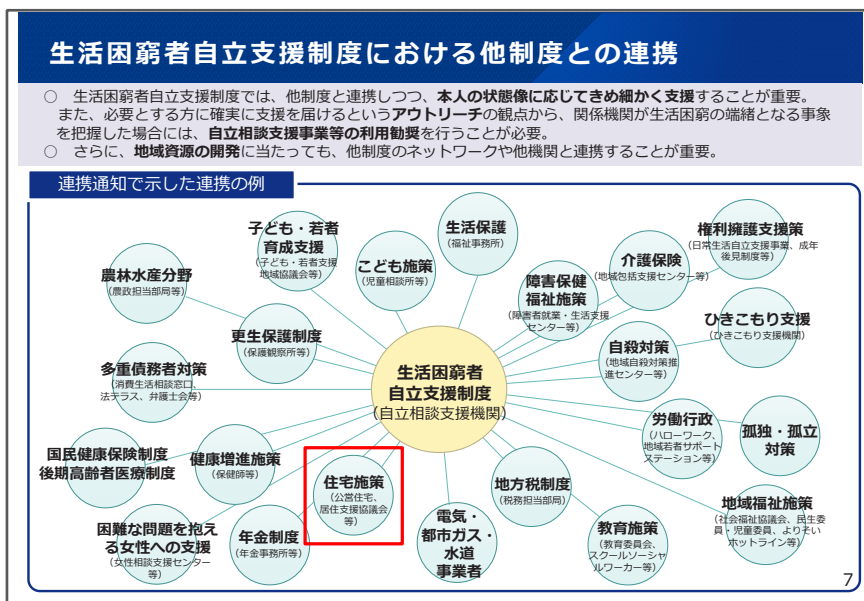 生活困窮者自立支援制度における他制度との連携
○　生活困窮者自立支援制度では、他制度と連携しつつ、本人の状態像に応じてきめ細かく支援することが重要。
また、必要とする方に確実に支援を届けるというアウトリーチの観点から、関係機関が生活困窮の端緒となる事象
を把握した場合には、自立相談支援事業等の利用勧奨を行うことが必要。
○　さらに、地域資源の開発に当たっても、他制度のネットワークや他機関と連携することが重要。
連携通知で示した連携の例
子ども・若者
育成支援
（子ども・若者支援
地域協議会等）
こども施策
（児童相談所等）
生活保護
（福祉事務所）
障害保健
福祉施策
（障害者就業・生活支援
センター等）
介護保険
（地域包括支援センター等）
権利擁護支援策
（日常生活自立支援事業、成年
後見制度等）
農林水産分野
（農政担当部局等）
更生保護制度
（保護観察所等）
自殺対策
（地域自殺対策推
進センター等）
ひきこもり支援
（ひきこもり支援機関）
多重債務者対策
（消費生活相談窓口、
法テラス、弁護士会等）
生活困窮者
自立支援制度
（自立相談支援機関）
労働行政
（ハローワーク、
地域若者サポート
ステーション等）
孤独・孤立
対策
国民健康保険制度
後期高齢者医療制度
健康増進施策
（保健師等）
住宅施策
（公営住宅、
居住支援協議会
等）
地方税制度
（税務担当部局）
地域福祉施策
（社会福祉協議会、民生委
員・児童委員、よりそい
ホットライン等）
困難な問題を抱え
る女性への支援
（女性相談支援センター
等）
年金制度
（年金事務所等）
電気・
都市ガス・
水道
事業者
教育施策
（教育委員会、
スクールソーシャ
ルワーカー等）
7